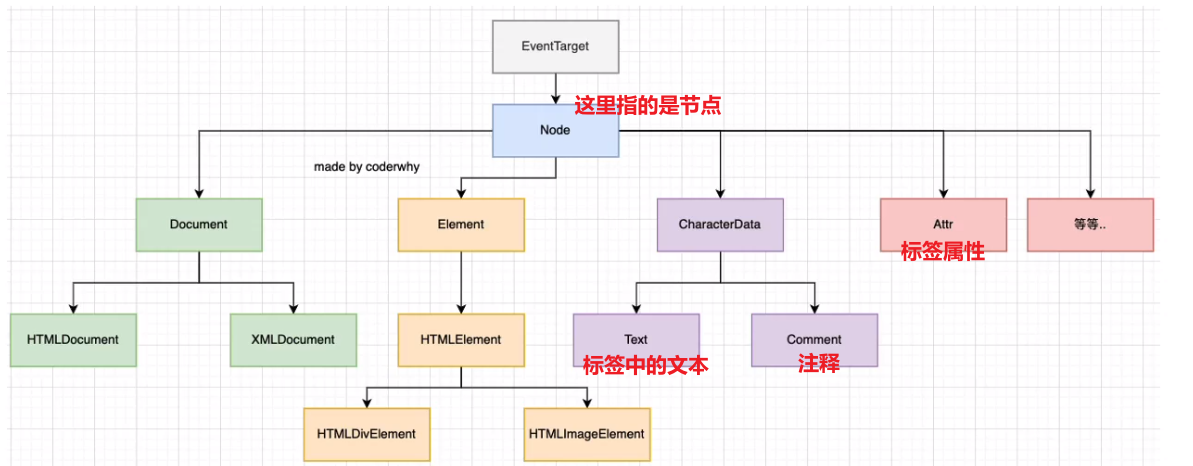 EventTarget
这里指的是节点
Node
made by coderwhy
Document
Element
CharacterData
Attr
等等..
标签属性
HTMLDocument
XMLDocument
HTMLElement
Text
Comment
标签中的文本
注释
HTMLDivElement
HTMLImageElement